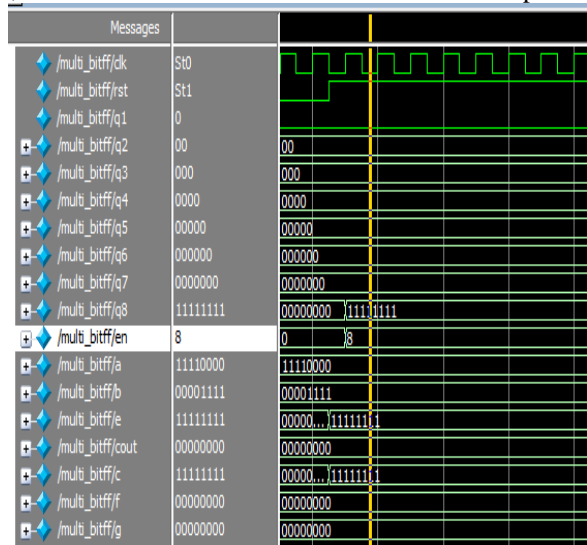 Messages
/multi_bitff/clk St0
/multi_bitff/rst St1
/multi_bitff/q1 0
/multi_bitff/q2 00 00
/multi_bitff/q3 000 000
/multi_bitff/q4 0000 0000
/multi_bitff/q5 00000 00000
/multi_bitff/q6 000000 000000
/multi_bitff/q7 0000000 0000000
/multi_bitff/q8 11111111 00000000 11111111
/multi_bitff/en 8 0 8
/multi_bitff/a 11110000 11110000
/multi_bitff/b 00001111 00001111
/multi_bitff/e 11111111 00000... 11111111
/multi_bitff/cout 00000000 00000000
/multi_bitff/c 11111111 00000... 11111111
/multi_bitff/f 00000000 00000000
/multi_bitff/g 00000000 00000000